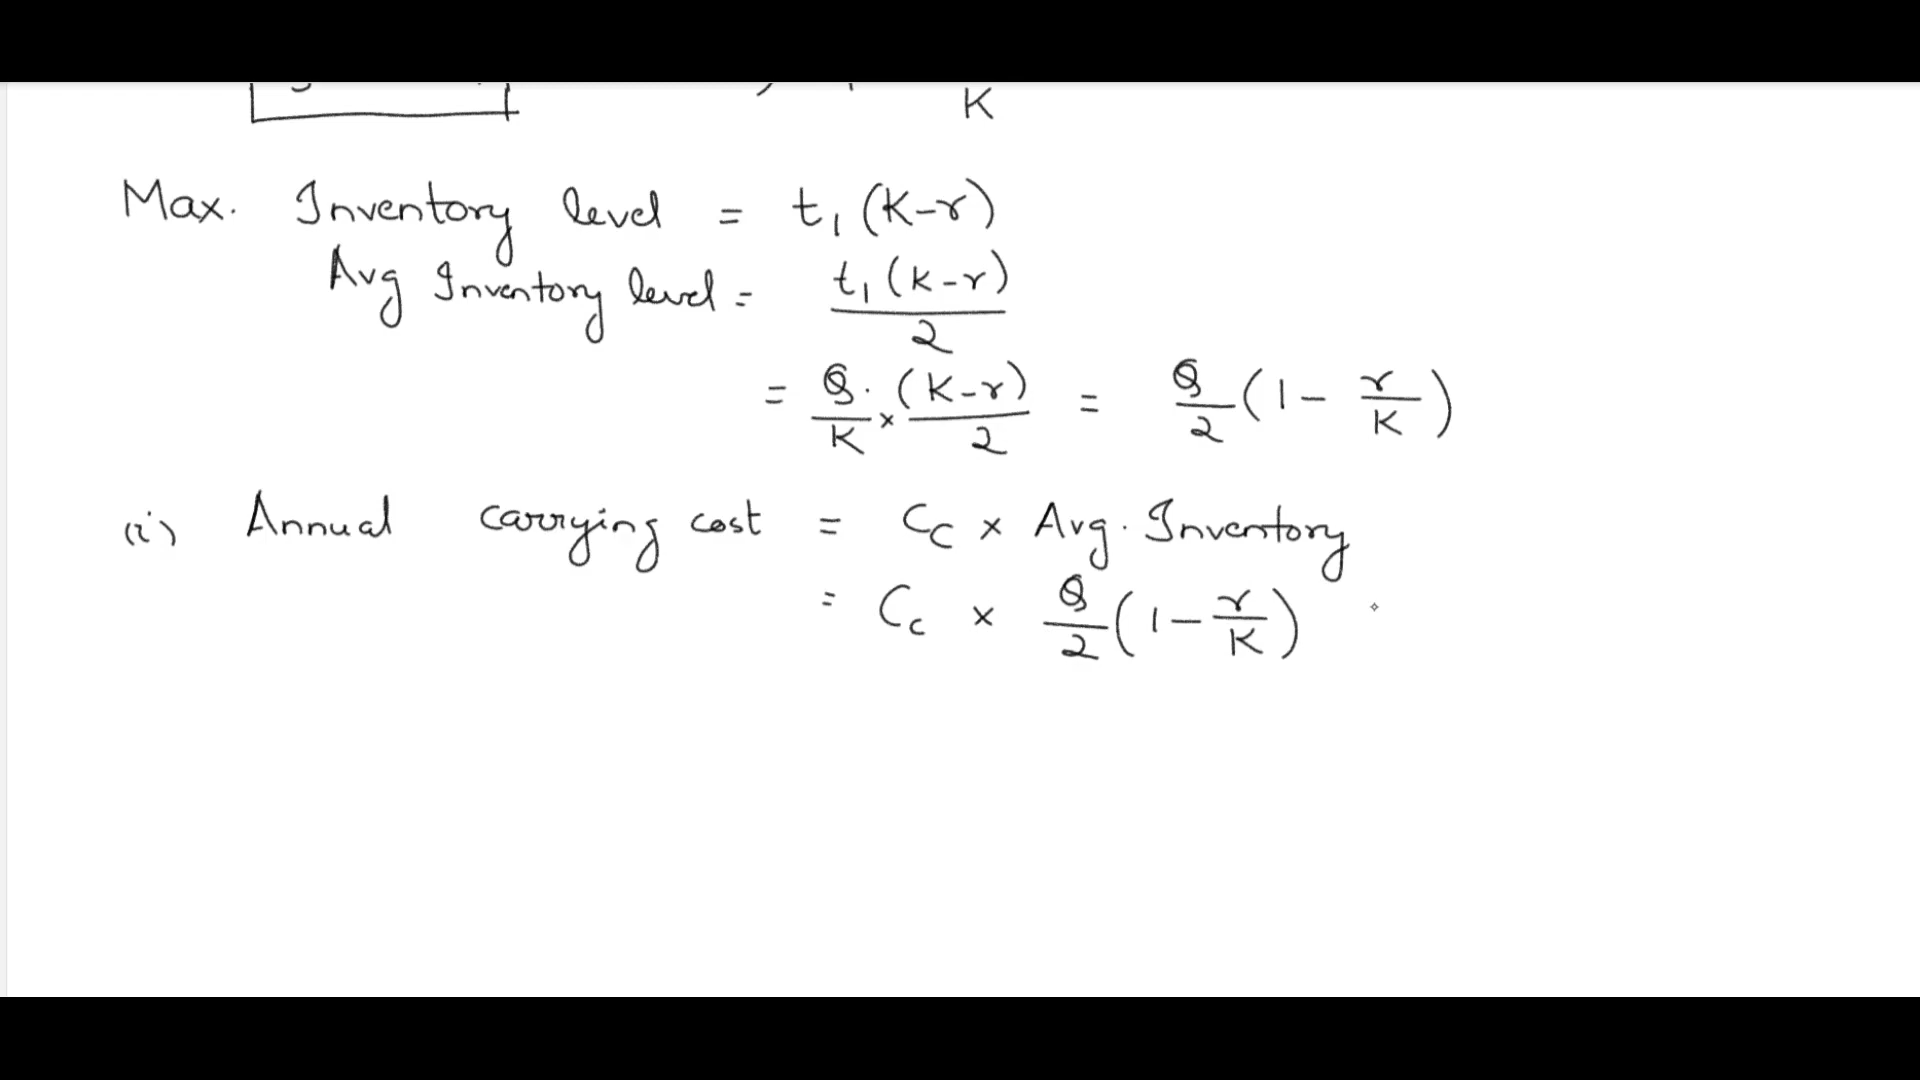 K
Max. Inventory level = t₁ (K-r)
Avg Inventory level = t₁ (K-r) / 2
= Q. / K × (K-r) / 2 = Q/2 (1 - r/K)
(i) Annual carrying cost = Cc × Avg. Inventory
= Cc × Q/2 (1 - r/K)